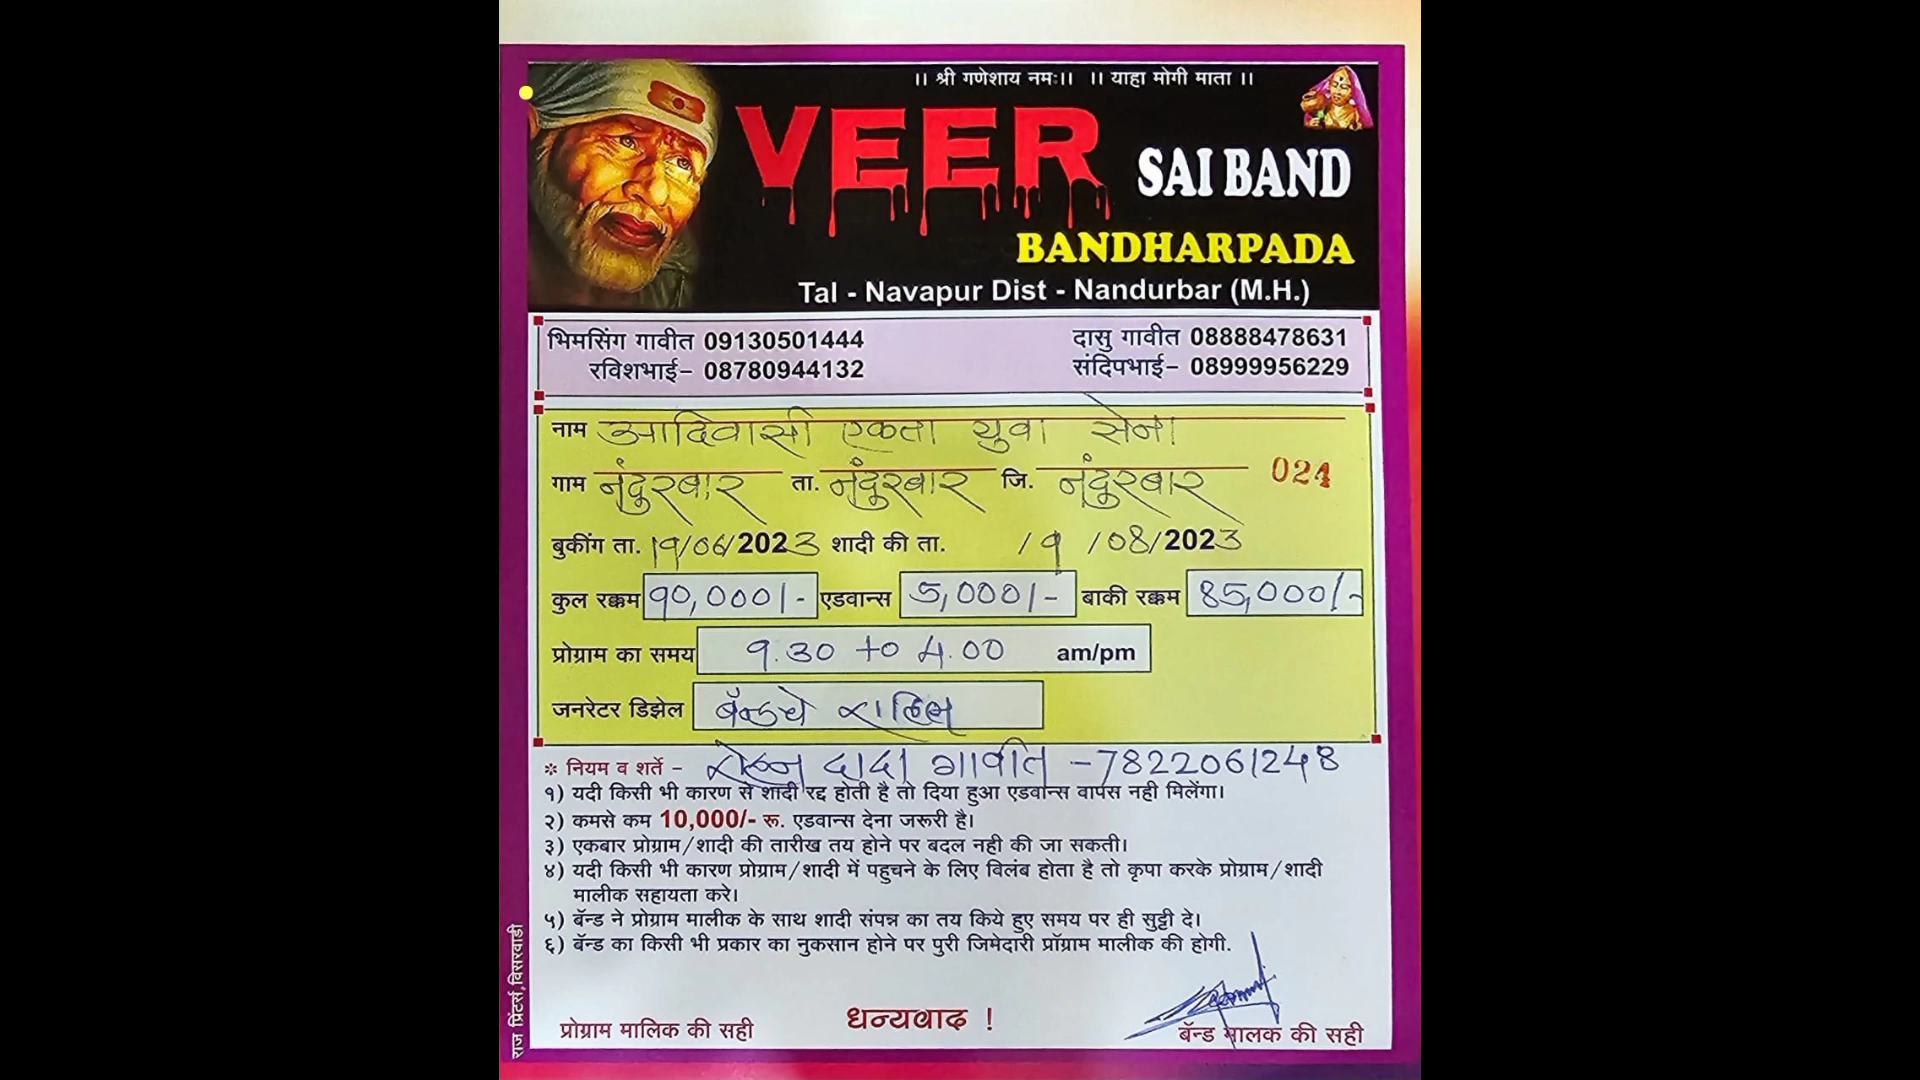 ।। श्री गणेशाय नमः।। ।। याहा मोगी माता ।।
VEER SAI BAND
BANDHARPADA
Tal - Navapur Dist - Nandurbar (M.H.)
भिमसिंग गावीत 09130501444 दासु गावीत 08888478631
रविशभाई- 08780944132 संदिपभाई- 08999956229
नाम आदिवासी एकता युवा सेना
गाम नंदुरबार ता. नंदुरबार जि. नंदुरबार 024
बुकींग ता. 19/06/2023 शादी की ता. 19/08/2023
कुल रक्कम 90,000/- एडवान्स 5,000/- बाकी रक्कम 85,000/-
प्रोग्राम का समय 9.30 to 4.00 am/pm
जनरेटर डिझेल बॅन्डचे
* नियम व शर्ते - दादा गावीत - 7822061248
१) यदी किसी भी कारण से शादी रद्द होती है तो दिया हुआ एडवान्स वापस नही मिलेंगा।
२) कमसे कम 10,000/- रू. एडवान्स देना जरूरी है।
३) एकबार प्रोग्राम/शादी की तारीख तय होने पर बदल नही की जा सकती।
४) यदी किसी भी कारण प्रोग्राम/शादी में पहुचने के लिए विलंब होता है तो कृपा करके प्रोग्राम/शादी
मालीक सहायता करे।
५) बॅन्ड ने प्रोग्राम मालीक के साथ शादी संपन्न का तय किये हुए समय पर ही सुट्टी दे।
६) बॅन्ड का किसी भी प्रकार का नुकसान होने पर पुरी जिमेदारी प्रॉग्राम मालीक की होगी.
धन्यवाद !
प्रोग्राम मालिक की सही बॅन्ड मालक की सही
राज प्रिंटर्स,विसरवाडी